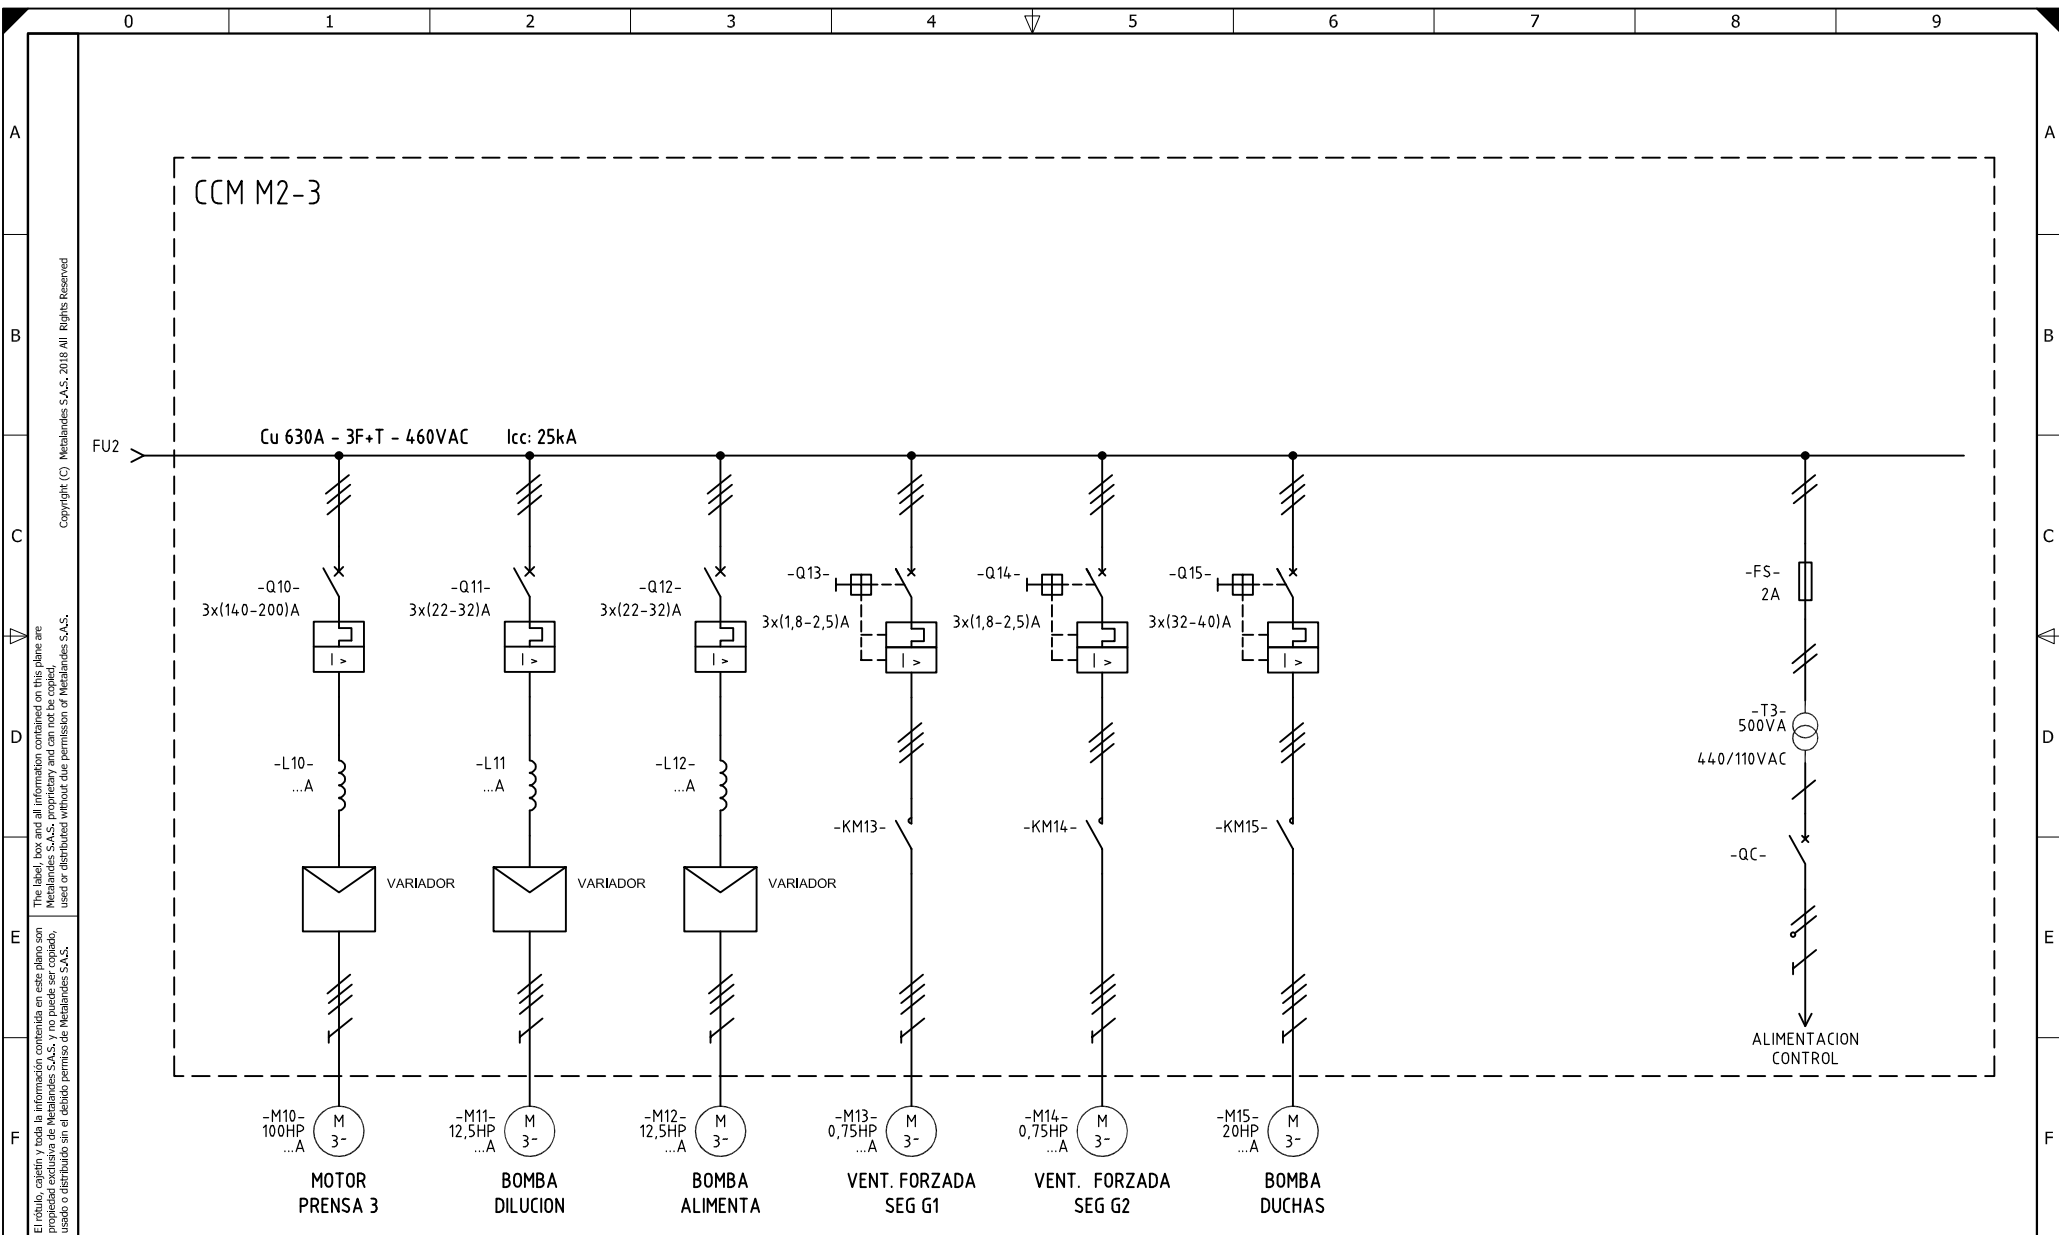 0 1 2 3 4 5 6 7 8 9
A A
B B
C C
D D
E E
F F
Copyright (C) Metalandes S.A.S. 2018 All Rights Reserved
The label, box and all information contained on this plane are
Metalandes S.A.S. proprietary and can not be copied,
used or distributed without due permission of Metalandes S.A.S.
El rótulo, cajetín y toda la información contenida en este plano son
propiedad exclusiva de Metalandes S.A.S. y no puede ser copiado,
usado o distribuido sin el debido permiso de Metalandes S.A.S.
CCM M2-3
FU2
Cu 630A - 3F+T - 460VAC Icc: 25kA
-Q10-
3x(140-200)A
I >
-L10-
...A
VARIADOR
-M10-
100HP
...A
M
3~
MOTOR
PRENSA 3
-Q11-
3x(22-32)A
I >
-L11
...A
VARIADOR
-M11-
12,5HP
...A
M
3~
BOMBA
DILUCION
-Q12-
3x(22-32)A
I >
-L12-
...A
VARIADOR
-M12-
12,5HP
...A
M
3~
BOMBA
ALIMENTA
-Q13-
3x(1,8-2,5)A
I >
-KM13-
-M13-
0,75HP
...A
M
3~
VENT. FORZADA
SEG G1
-Q14-
3x(1,8-2,5)A
I >
-KM14-
-M14-
0,75HP
...A
M
3~
VENT. FORZADA
SEG G2
-Q15-
3x(32-40)A
I >
-KM15-
-M15-
20HP
...A
M
3~
BOMBA
DUCHAS
-FS-
2A
-T3-
500VA
440/110VAC
-QC-
ALIMENTACION
CONTROL